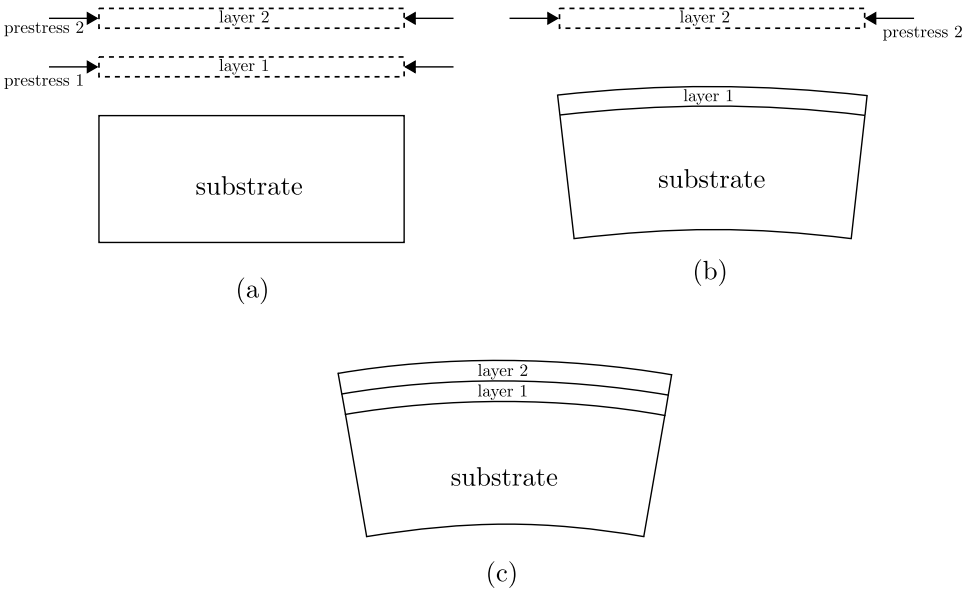 layer 2
prestress 2
layer 1
prestress 1
substrate
(a)
layer 2
prestress 2
layer 1
substrate
(b)
layer 2
layer 1
substrate
(c)